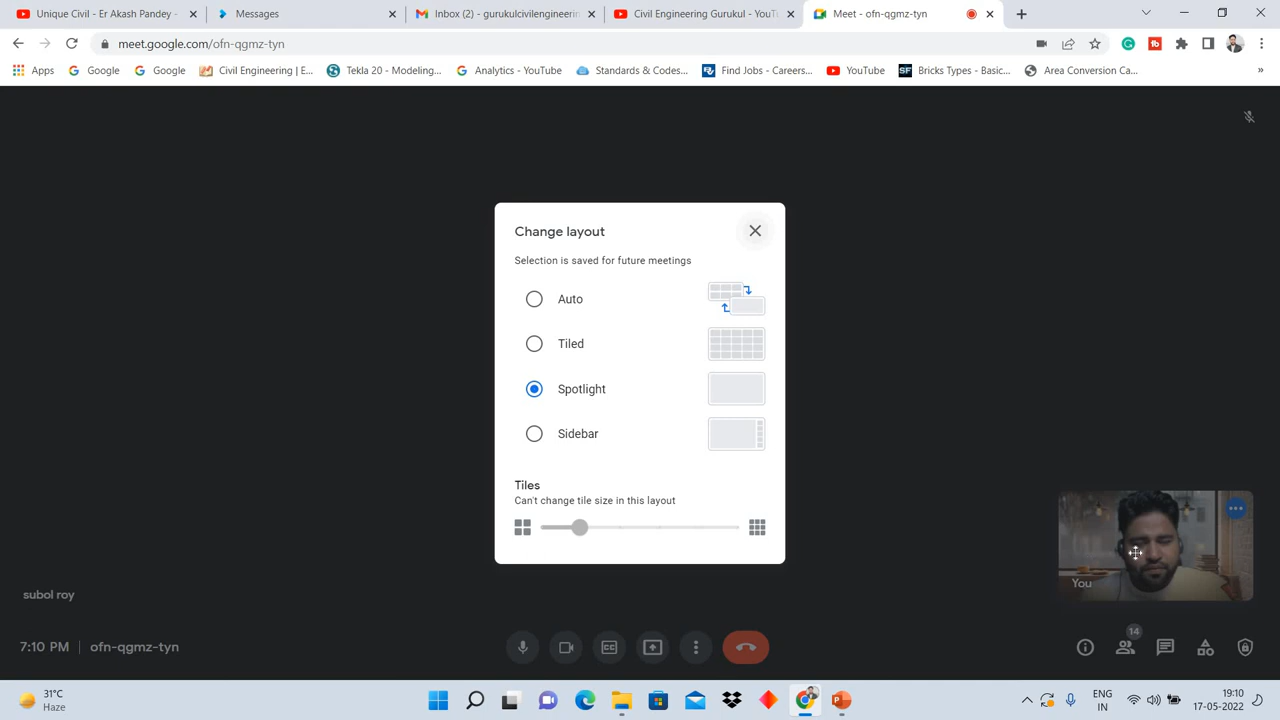 Unique Civil - Er Akash Pandey -
Messages
Inbox (2) - gurukulcivilengineerin
Civil Engineering Gurukul - YouTu
Meet - ofn-qgmz-tyn
meet.google.com/ofn-qgmz-tyn
Apps
Google
Google
Civil Engineering | E...
Tekla 20 - Modeling...
Analytics - YouTube
Standards & Codes...
Find Jobs - Careers...
YouTube
Bricks Types - Basic...
Area Conversion Ca...
Change layout
Selection is saved for future meetings
Auto
Tiled
Spotlight
Sidebar
Tiles
Can't change tile size in this layout
You
subol roy
7:10 PM | ofn-qgmz-tyn
CC
14
31°C
Haze
ENG
IN
19:10
17-05-2022